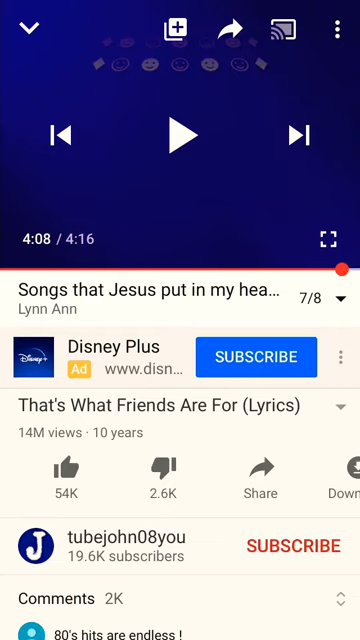 4:08 / 4:16
Songs that Jesus put in my hea...
7/8
Lynn Ann
Disney+
Disney Plus
Ad www.disn...
SUBSCRIBE
That's What Friends Are For (Lyrics)
14M views · 10 years
54K 2.6K Share Down
J
tubejohn08you
19.6K subscribers
SUBSCRIBE
Comments 2K
80's hits are endless !